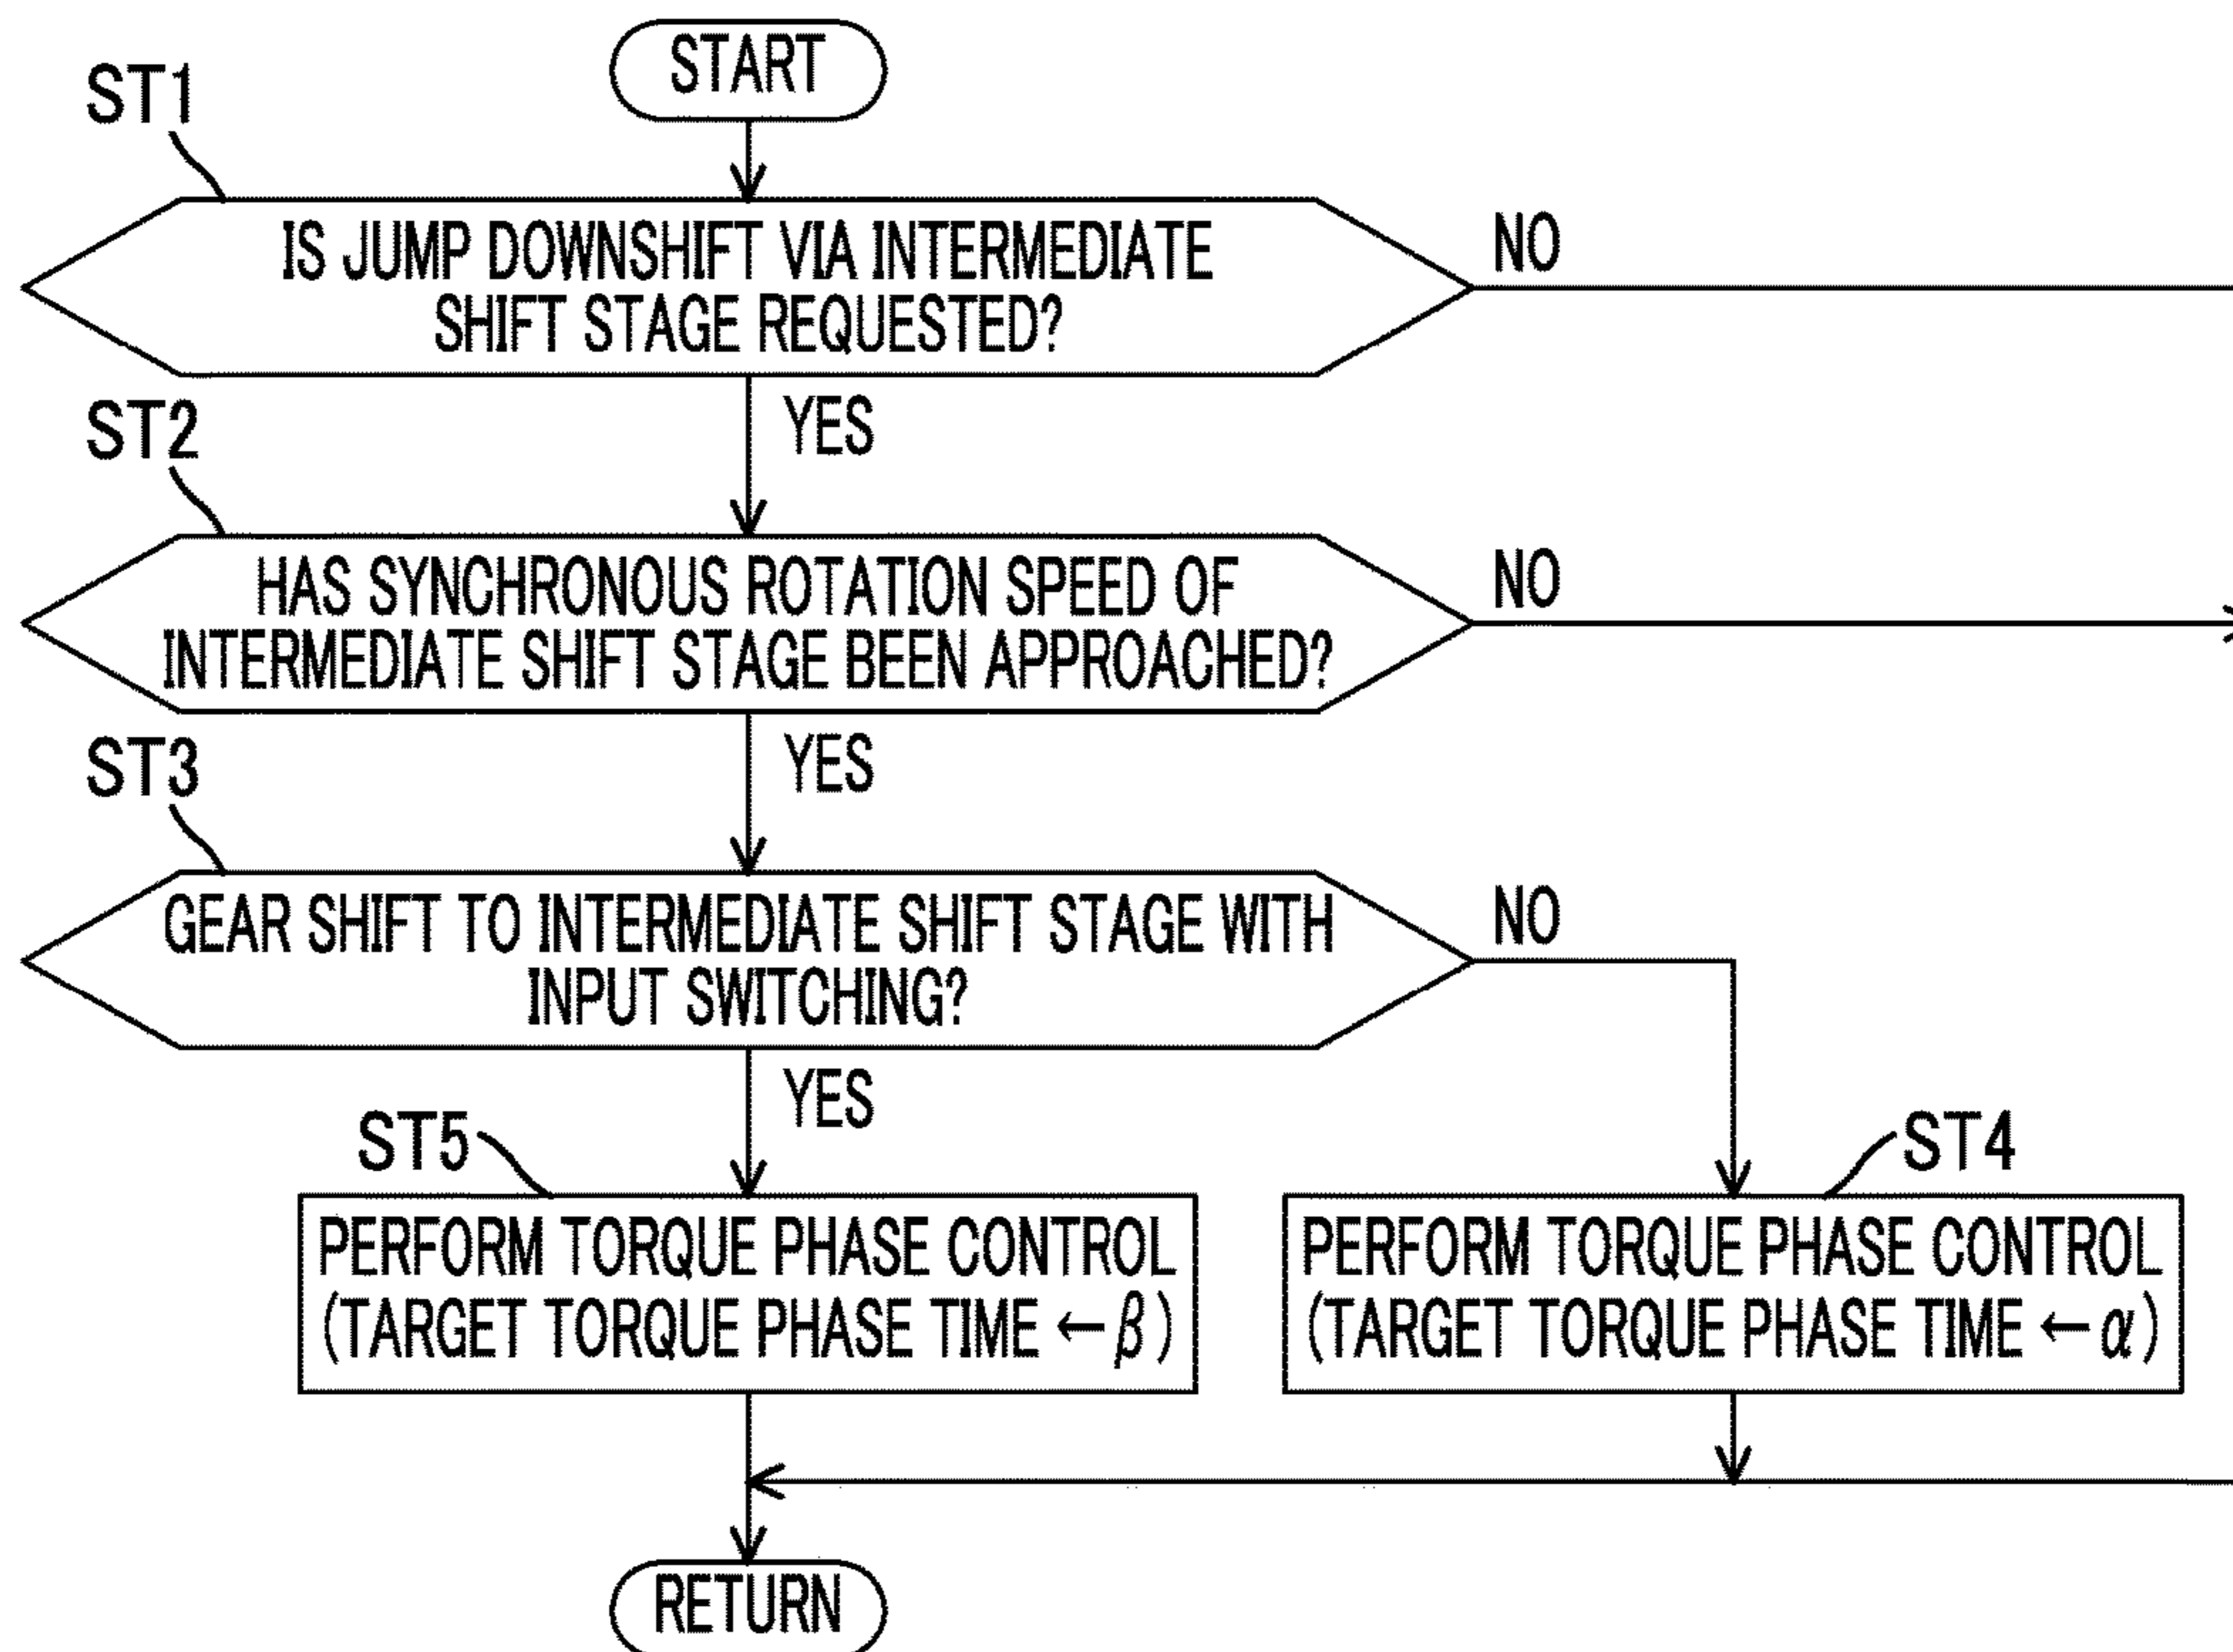 START
ST1
IS JUMP DOWNSHIFT VIA INTERMEDIATE
SHIFT STAGE REQUESTED?
NO
YES
ST2
HAS SYNCHRONOUS ROTATION SPEED OF
INTERMEDIATE SHIFT STAGE BEEN APPROACHED?
NO
YES
ST3
GEAR SHIFT TO INTERMEDIATE SHIFT STAGE WITH
INPUT SWITCHING?
NO
YES
ST5
PERFORM TORQUE PHASE CONTROL
(TARGET TORQUE PHASE TIME ← β)
ST4
PERFORM TORQUE PHASE CONTROL
(TARGET TORQUE PHASE TIME ← α)
RETURN